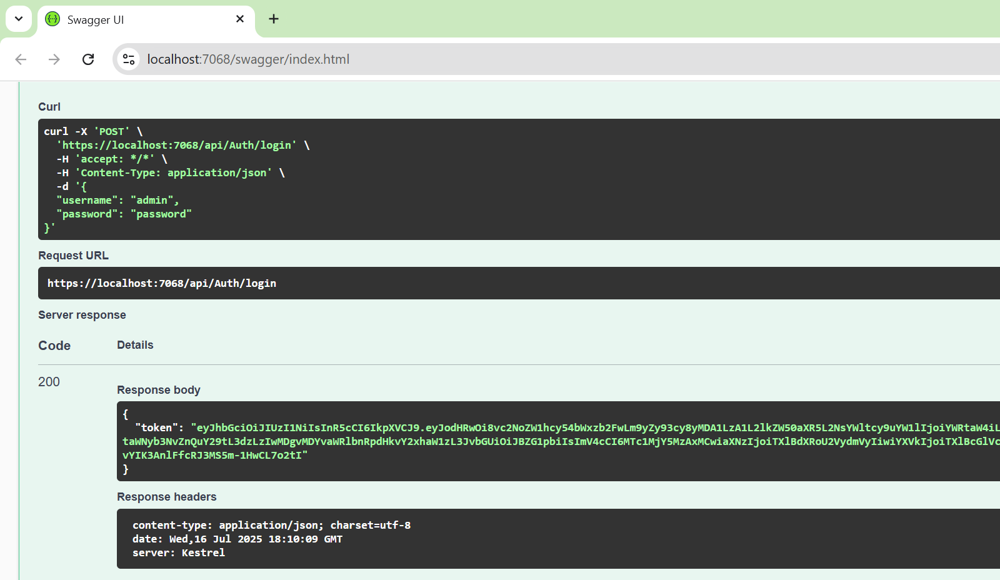 Swagger UI
localhost:7068/swagger/index.html
Curl
curl -X 'POST' \
'https://localhost:7068/api/Auth/login' \
-H 'accept: */*' \
-H 'Content-Type: application/json' \
-d '{
"username": "admin",
"password": "password"
}'
Request URL
https://localhost:7068/api/Auth/login
Server response
Code Details
200
Response body
{
"token": "eyJhbGciOiJIUzI1NiIsInR5cCI6IkpXVCJ9.eyJodHRwOi8vc2NoZW1hcy54bWxzb2FwLm9yZy93cy8yMDA1LzA1L2lkZW50aXR5L2NsYWltcy9uYW1lIjoiYWRtaW4iL
taWNyb3NvZnQuY29tL3dzLzIwMDgvMDYvaWRlbnRpdHkvY2xhaW1zL3JvbGUiOiJBZG1pbiIsImV4cCI6MTc1MjY5MzAxMCwiaXNzIjoiTXlBdXRoU2VydmVyIiwiYXVkIjoiTXlBcGlVc
vYIK3AnlFfcRJ3MS5m-1HwCL7o2tI"
}
Response headers
content-type: application/json; charset=utf-8
date: Wed,16 Jul 2025 18:10:09 GMT
server: Kestrel